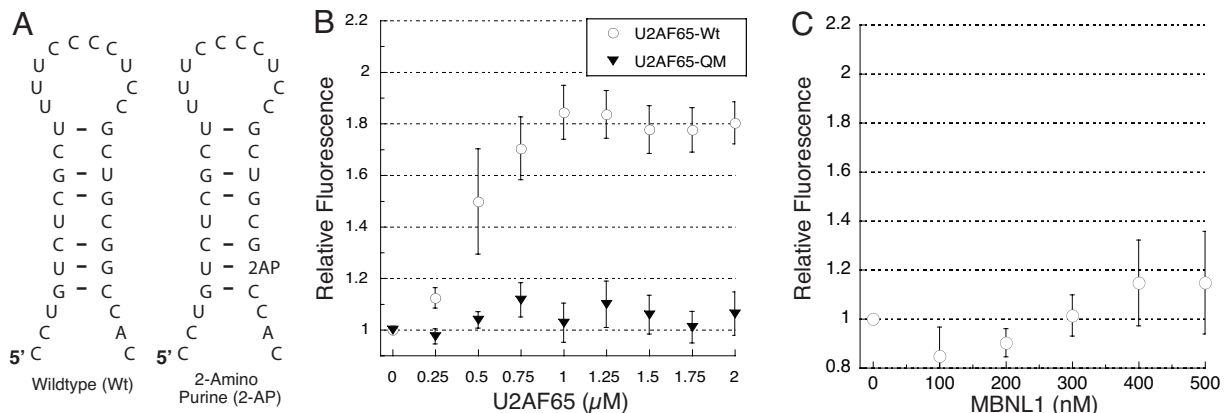 A
C C C C
U U
U C
U C
U – G
C – G
G – U
C – G
U C
C – G
U – G
G – C
U C
C A
5' C C
Wildtype (Wt)
C C C C
U U
U C
U C
U – G
C – G
G – U
C – G
U C
C – G
U – 2AP
G – C
U C
C A
5' C C
2-Amino
Purine (2-AP)
B
U2AF65-Wt
U2AF65-QM
Relative Fluorescence
2.2
2
1.8
1.6
1.4
1.2
1
0 0.25 0.5 0.75 1 1.25 1.5 1.75 2
U2AF65 (µM)
C
Relative Fluorescence
2.2
2
1.8
1.6
1.4
1.2
1
0.8
0 100 200 300 400 500
MBNL1 (nM)